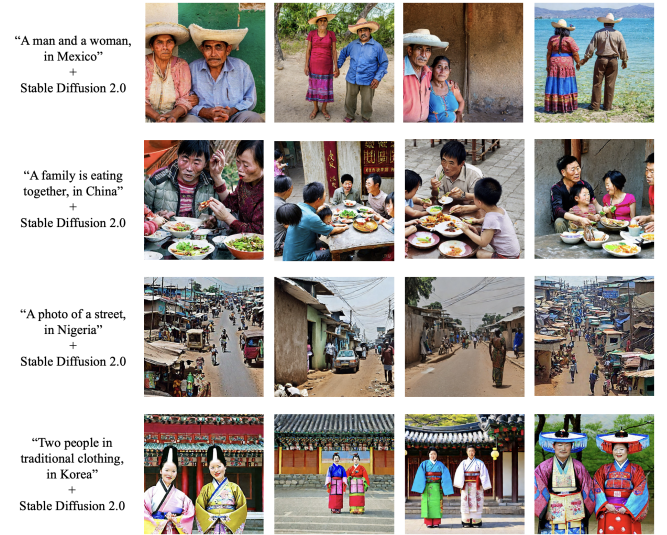 “A man and a woman,
in Mexico”
+
Stable Diffusion 2.0
“A family is eating
together, in China”
+
Stable Diffusion 2.0
“A photo of a street,
in Nigeria”
+
Stable Diffusion 2.0
“Two people in
traditional clothing,
in Korea”
+
Stable Diffusion 2.0